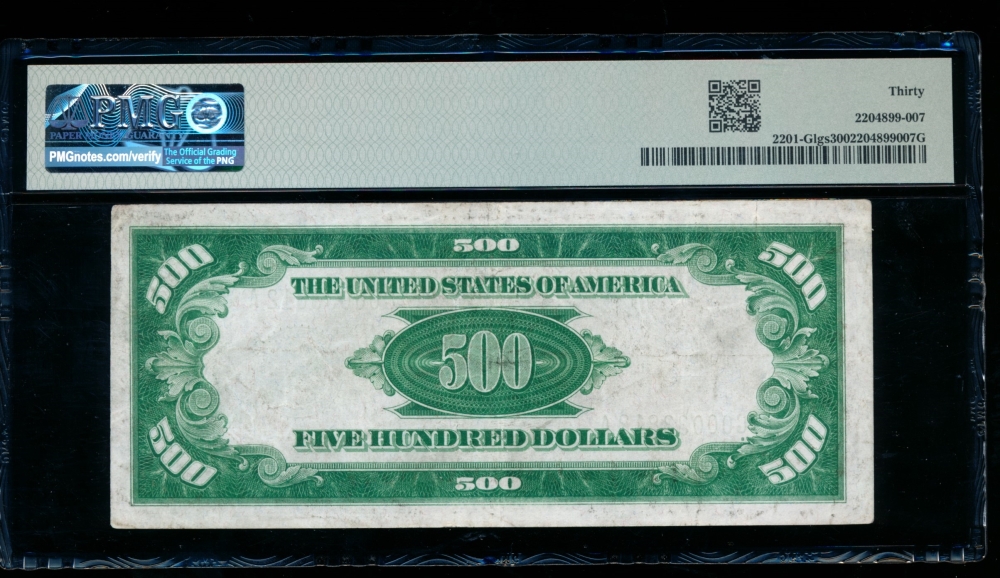 PMG
PAPER MONEY GUARANTY
PMGnotes.com/verify
The Official Grading
Service of the PNG
Thirty
2204899-007
2201-Glgs3002204899007G
500
500
500
THE UNITED STATES OF AMERICA
500
FIVE HUNDRED DOLLARS
500
500
500